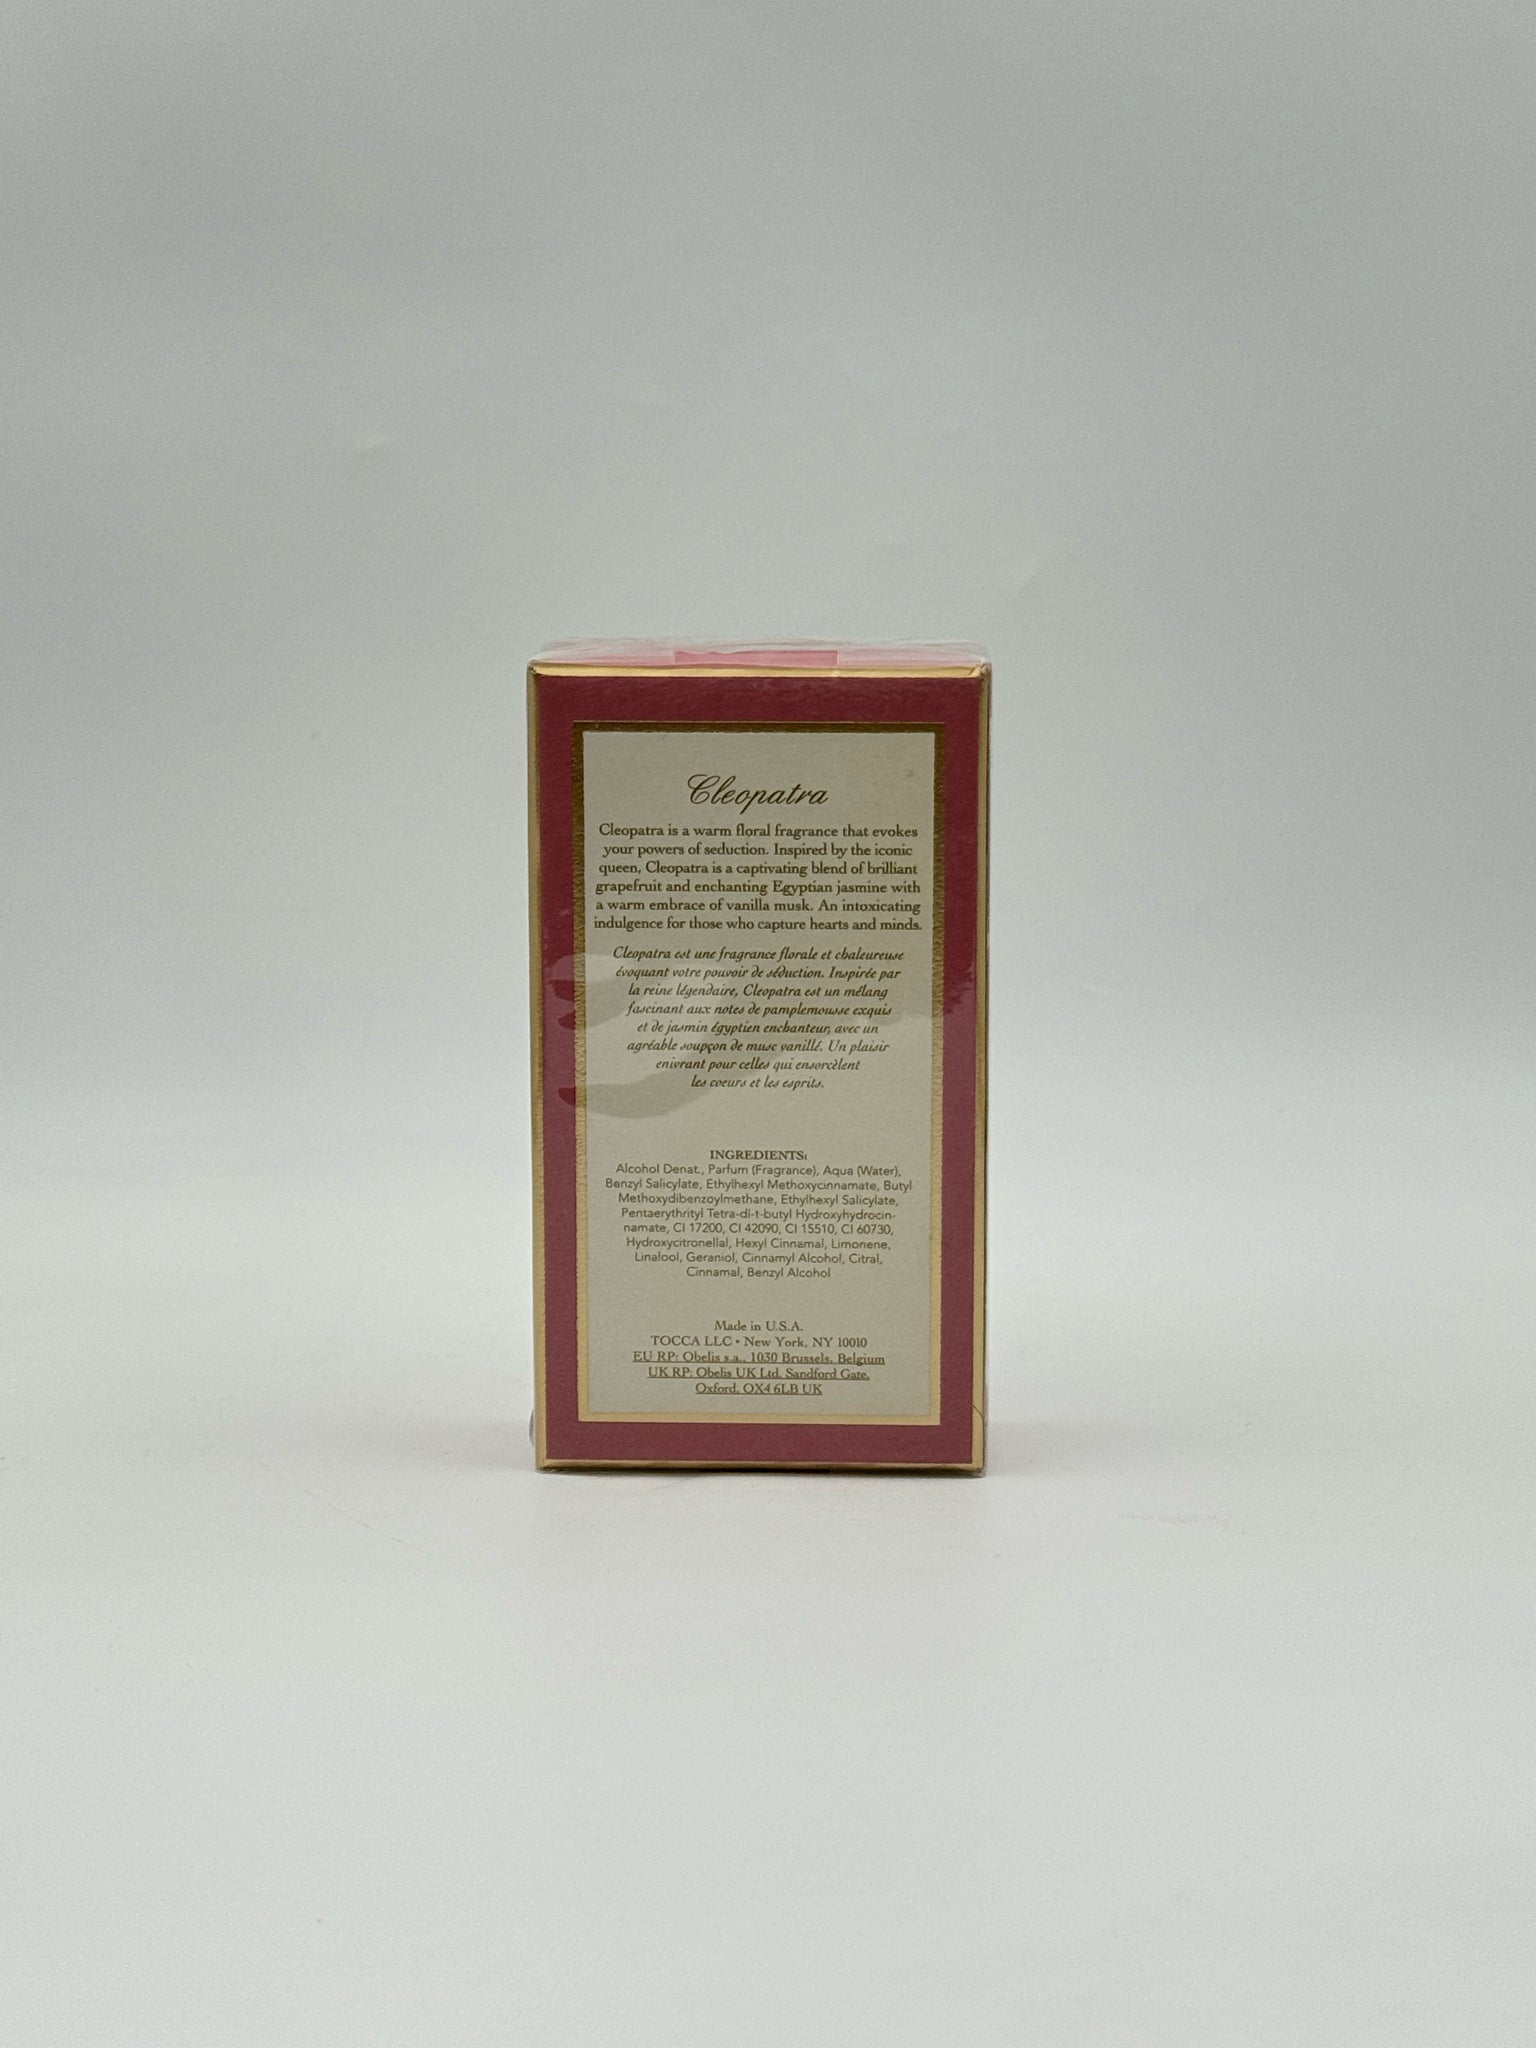 Cleopatra
Cleopatra is a warm floral fragrance that evokes
your powers of seduction. Inspired by the iconic
queen, Cleopatra is a captivating blend of brilliant
grapefruit and enchanting Egyptian jasmine with
a warm embrace of vanilla musk. An intoxicating
indulgence for those who capture hearts and minds.
Cleopatra est une fragrance florale et chaleureuse
évoquant votre pouvoir de séduction. Inspirée par
la reine légendaire, Cleopatra est un mélang
fascinant aux notes de pamplemousse exquis
et de jasmin égyptien enchanteur, avec un
agréable soupçon de musc vanillé. Un plaisir
enivrant pour celles qui ensorcèlent
les coeurs et les esprits.
INGREDIENTS:
Alcohol Denat., Parfum (Fragrance), Aqua (Water),
Benzyl Salicylate, Ethylhexyl Methoxycinnamate, Butyl
Methoxydibenzoylmethane, Ethylhexyl Salicylate,
Pentaerythrityl Tetra-di-t-butyl Hydroxyhydrocin-
namate, CI 17200, CI 42090, CI 15510, CI 60730,
Hydroxycitronellal, Hexyl Cinnamal, Limonene,
Linalool, Geraniol, Cinnamyl Alcohol, Citral,
Cinnamal, Benzyl Alcohol
Made in U.S.A.
TOCCA LLC • New York, NY 10010
EU RP: Obelis s.a., 1030 Brussels, Belgium
UK RP: Obelis UK Ltd, Sandford Gate,
Oxford, OX4 6LB UK